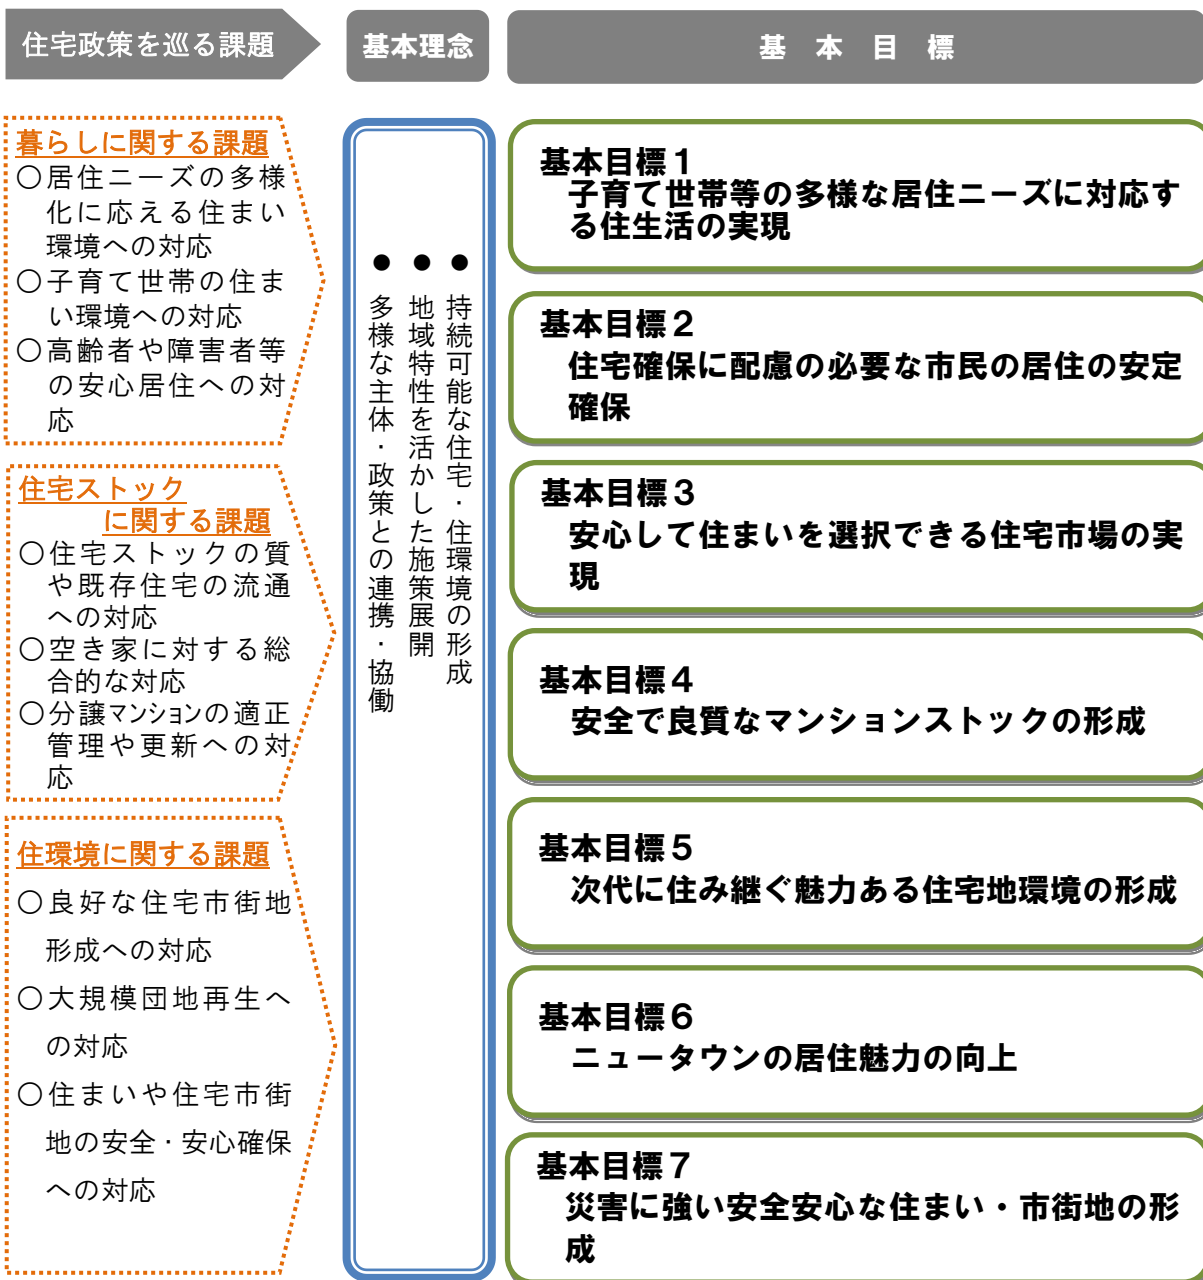 住宅政策を巡る課題
基本理念
基本目標
暮らしに関する課題
〇居住ニーズの多様
化に応える住まい
環境への対応
〇子育て世帯の住ま
い環境への対応
〇高齢者や障害者等
の安心居住への対
応
住宅ストック
に関する課題
〇住宅ストックの質
や既存住宅の流通
への対応
〇空き家に対する総
合的な対応
〇分譲マンションの適正
管理や更新への対
応
住環境に関する課題
〇良好な住宅市街地
形成への対応
〇大規模団地再生へ
の対応
〇住まいや住宅市街
地の安全・安心確保
への対応
● 持続可能な住宅・住環境の形成
● 地域特性を活かした施策展開
● 多様な主体・政策との連携・協働
基本目標１
子育て世帯等の多様な居住ニーズに対応す
る住生活の実現
基本目標２
住宅確保に配慮の必要な市民の居住の安定
確保
基本目標３
安心して住まいを選択できる住宅市場の実
現
基本目標４
安全で良質なマンションストックの形成
基本目標５
次代に住み継ぐ魅力ある住宅地環境の形成
基本目標６
ニュータウンの居住魅力の向上
基本目標７
災害に強い安全安心な住まい・市街地の形
成